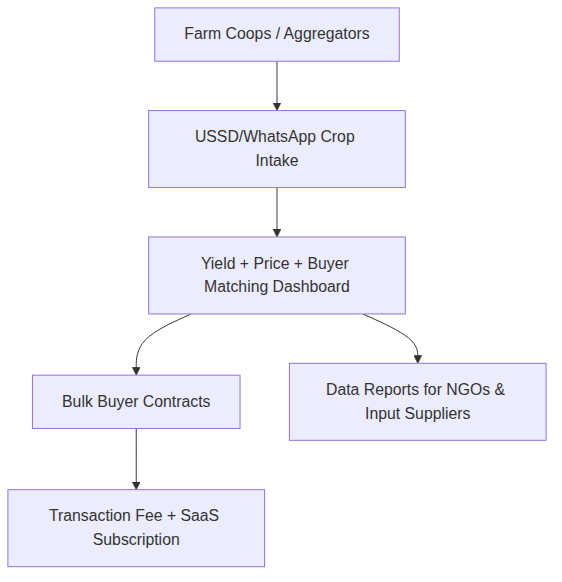 Farm Coops / Aggregators
USSD/WhatsApp Crop
Intake
Yield + Price + Buyer
Matching Dashboard
Bulk Buyer Contracts
Data Reports for NGOs &
Input Suppliers
Transaction Fee + SaaS
Subscription